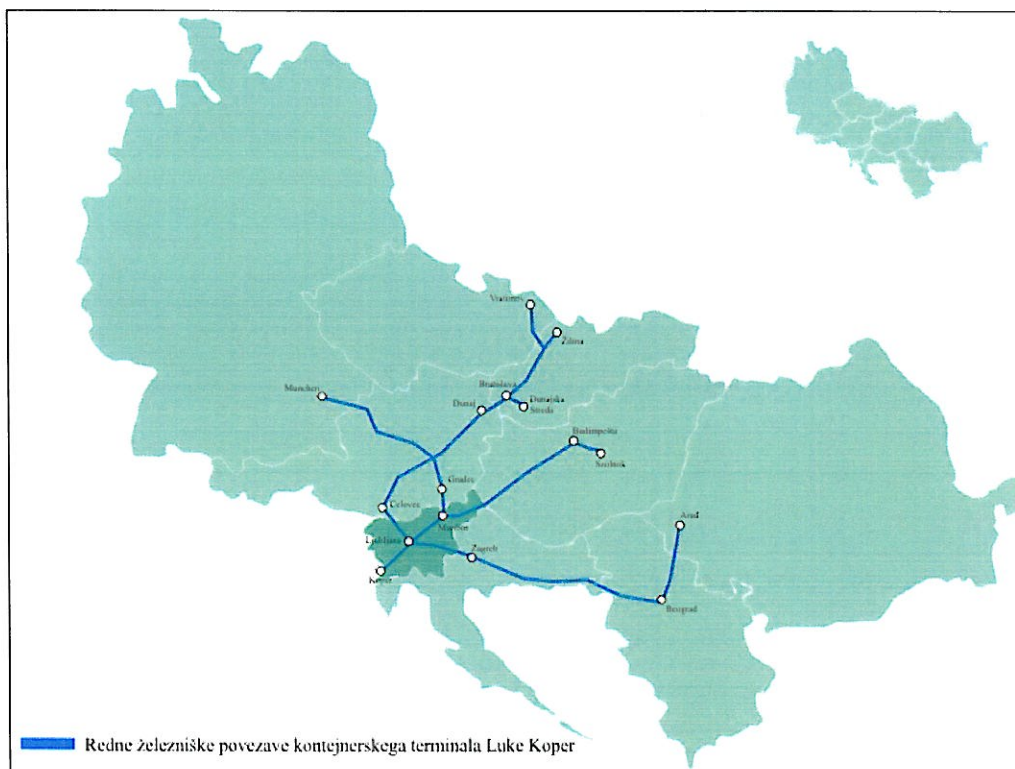 Vratimov
Žilina
Munchen
Bratislava
Dunaj
Dunajska
Streda
Budimpešta
Szolnok
Gradec
Celovec
Maribor
Arad
Ljubljana
Zagreb
Koper
Beograd
Redne železniške povezave kontejnerskega terminala Luke Koper